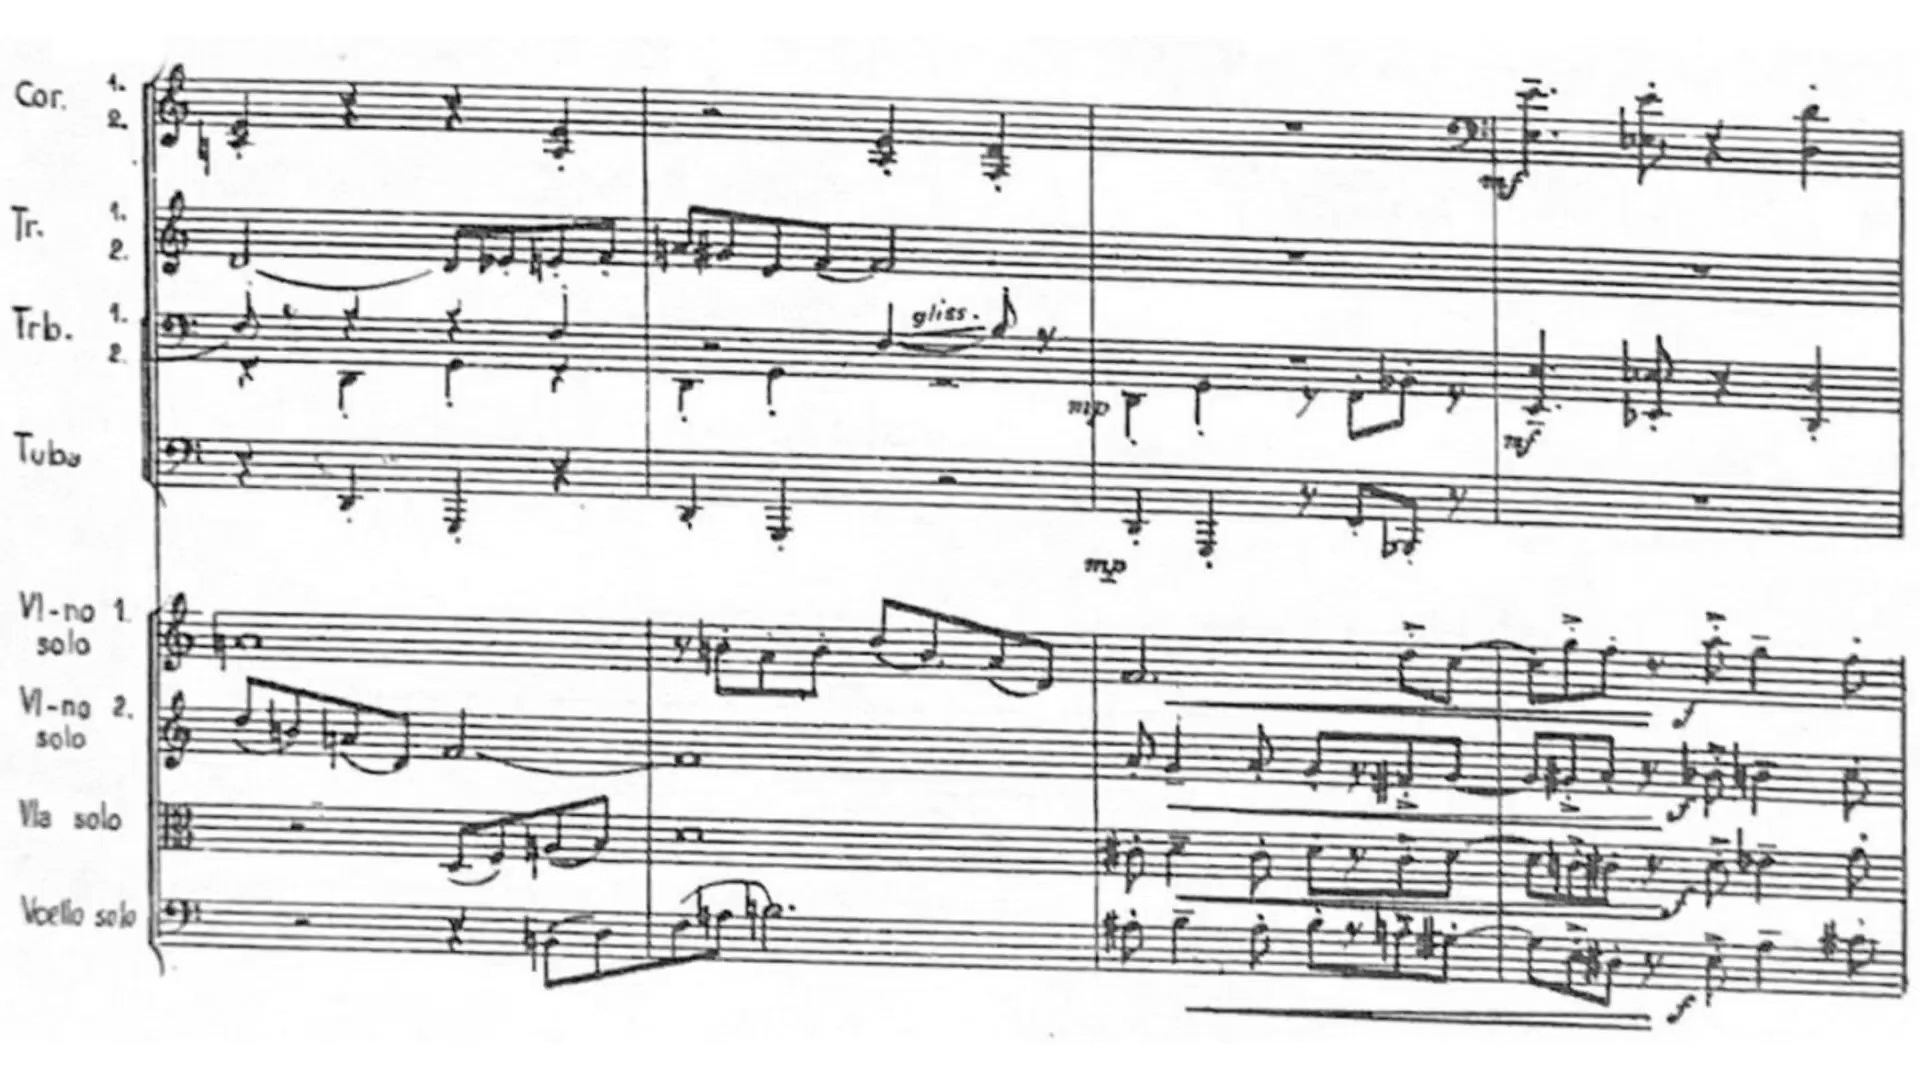 Cor. 1.
2.
mf
Tr. 1.
2.
Trb. 1.
2.
gliss.
mp
mf
Tuba
mp
Vl-no 1.
solo
f
Vl-no 2.
solo
f
Vla solo
f
Vcello solo
f